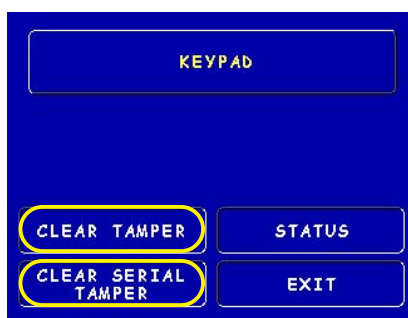 KEYPAD
CLEAR TAMPER
STATUS
CLEAR SERIAL
TAMPER
EXIT